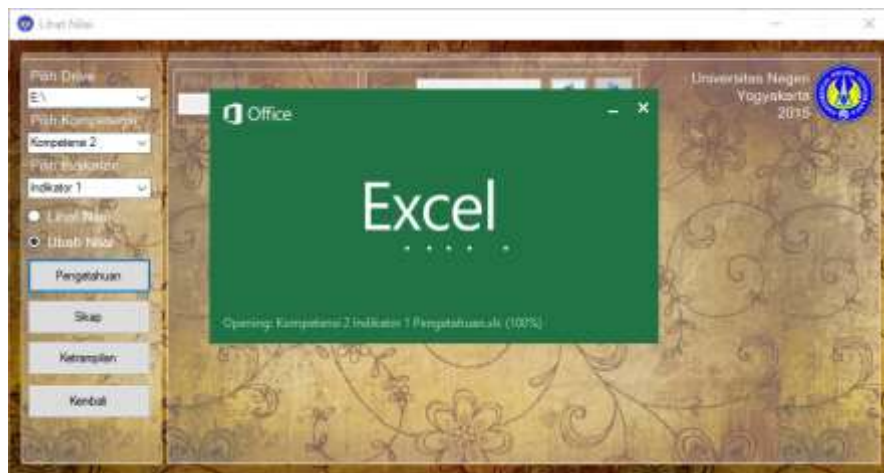 Lihat Nilai
Pilih Drive
E:\
Pilih Kompetensi
Kompetensi 2
Pilih Indikator
Indikator 1
Lihat Nilai
Ubah Nilai
Pengetahuan
Sikap
Ketrampilan
Kembali
Office
Excel
Opening: Kompetensi 2 Indikator 1 Pengetahuan.xls (100%)
Universitas Negeri
Yogyakarta
2015